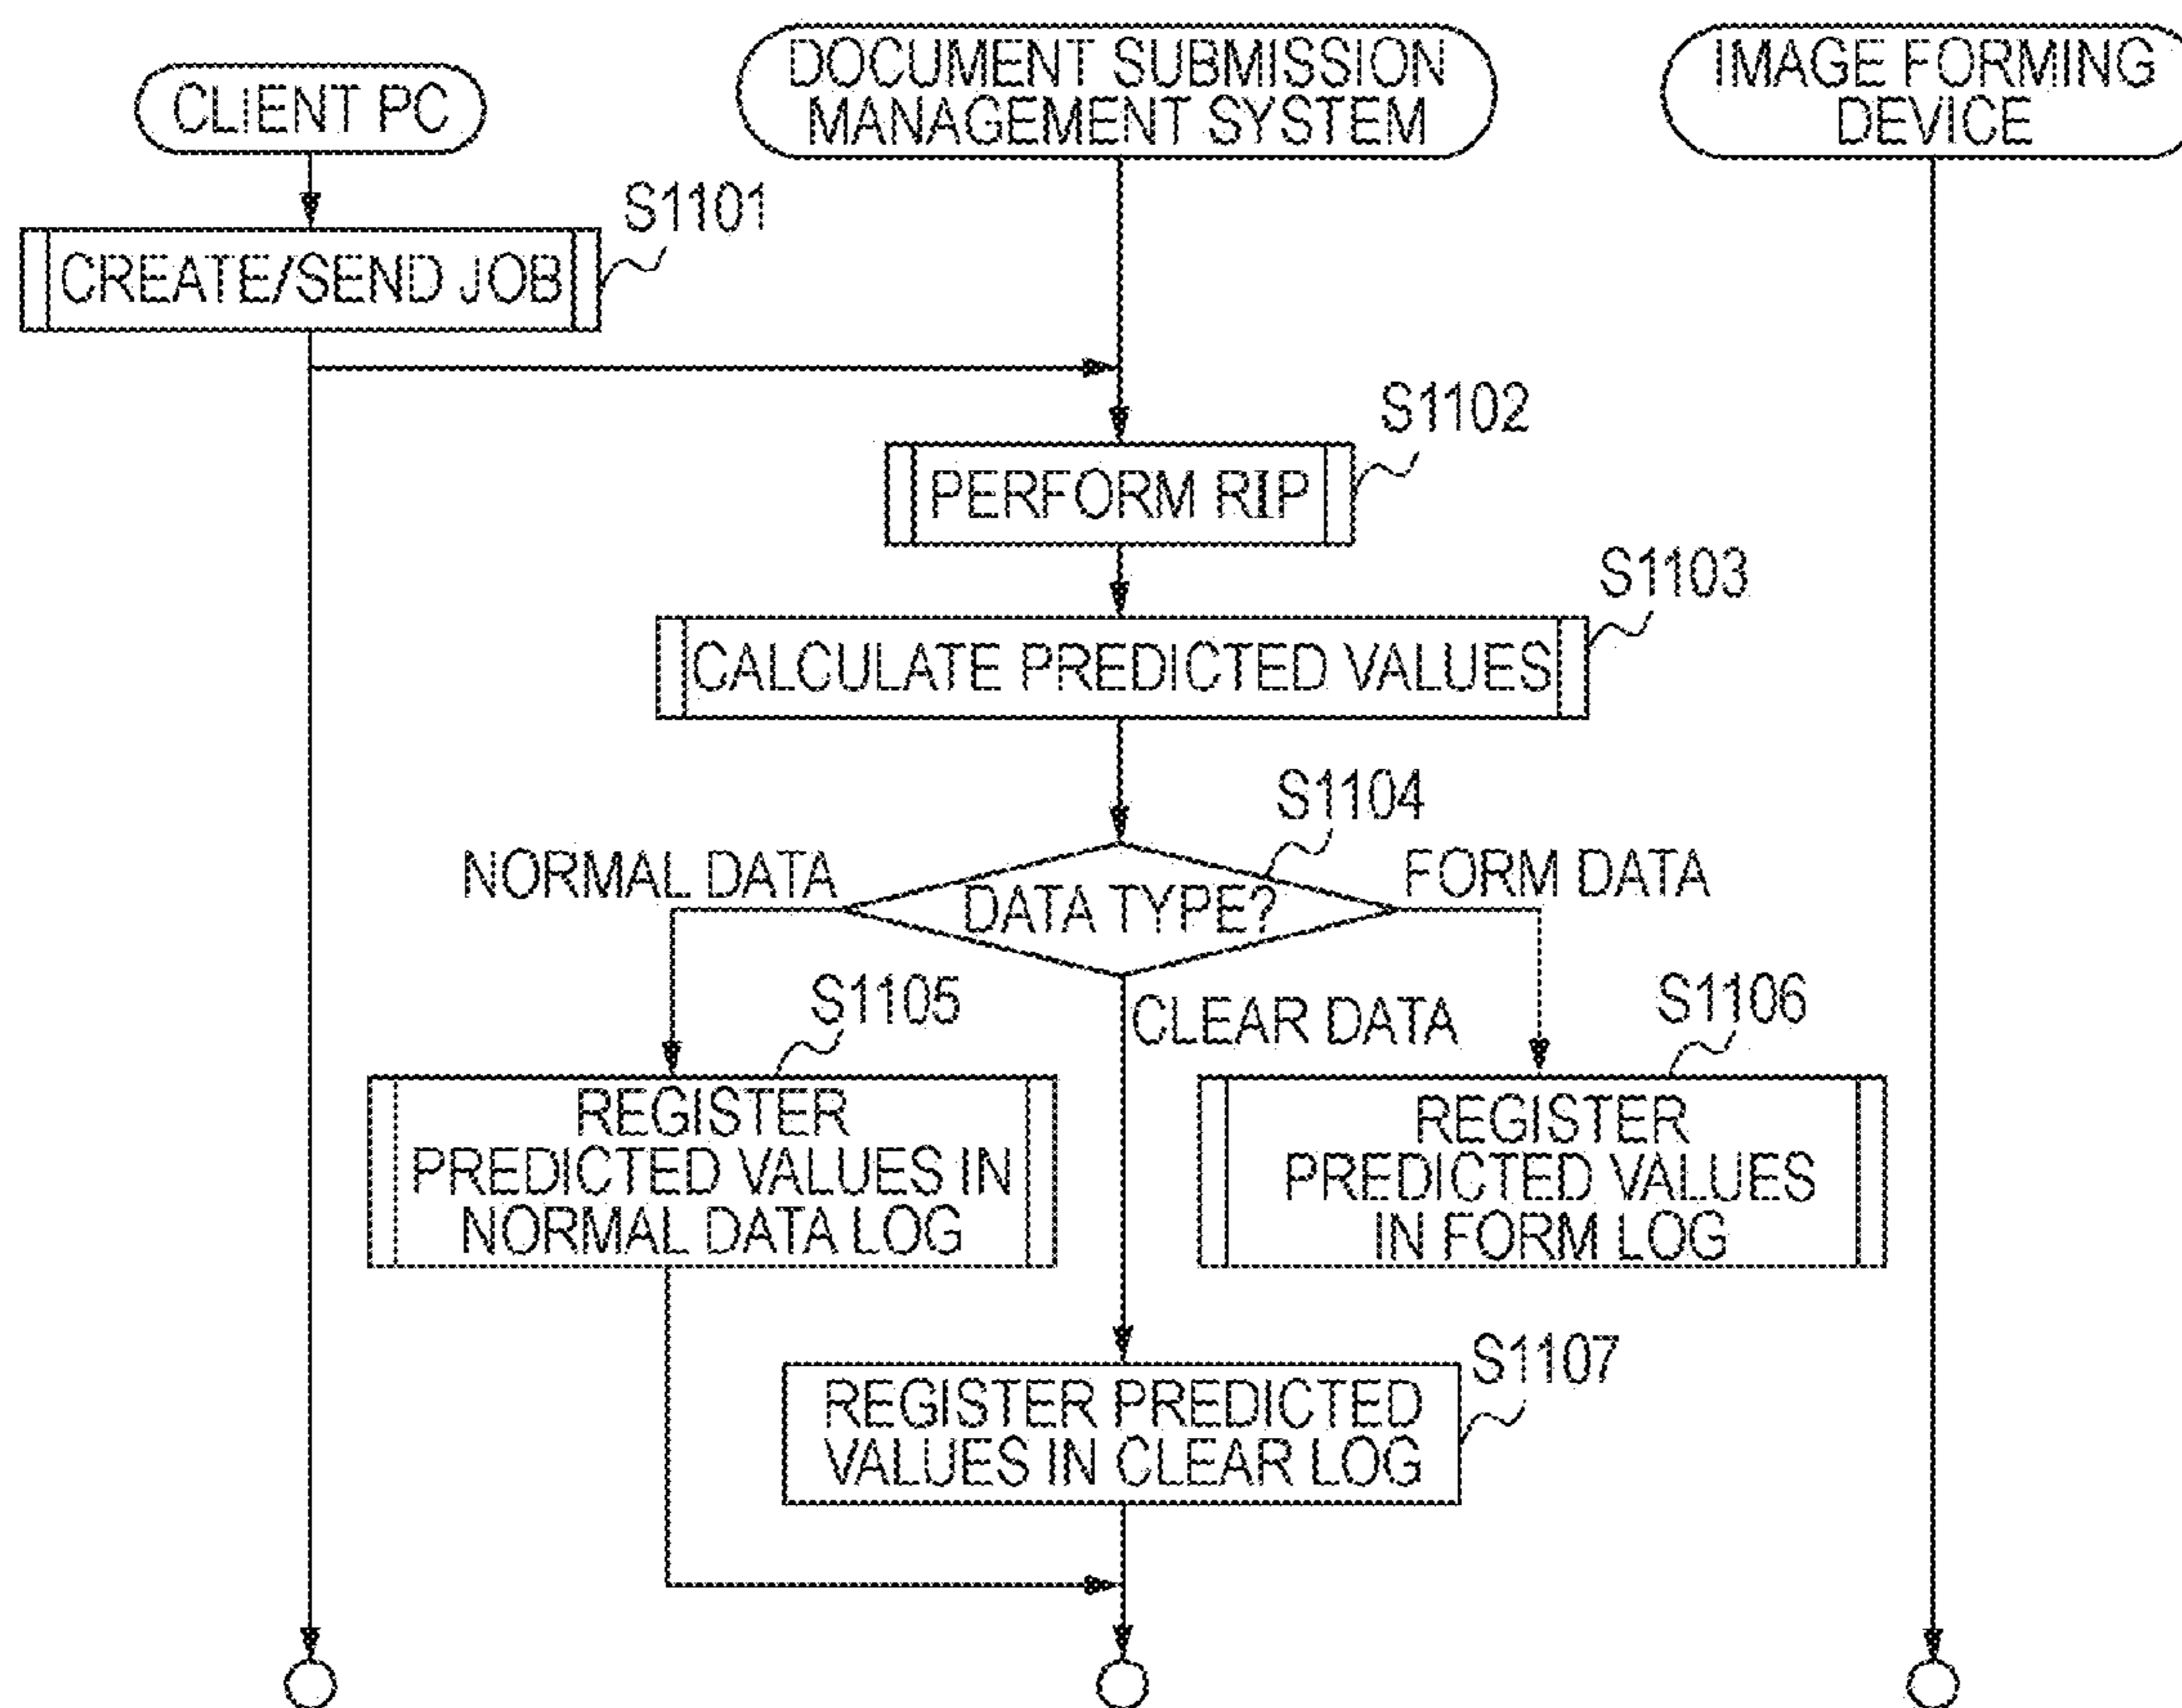 CLIENT PC
DOCUMENT SUBMISSION
MANAGEMENT SYSTEM
IMAGE FORMING
DEVICE
S1101
CREATE/SEND JOB
S1102
PERFORM RIP
S1103
CALCULATE PREDICTED VALUES
S1104
NORMAL DATA
DATA TYPE?
FORM DATA
S1105
CLEAR DATA
S1106
REGISTER
PREDICTED VALUES IN
NORMAL DATA LOG
REGISTER
PREDICTED VALUES
IN FORM LOG
S1107
REGISTER PREDICTED
VALUES IN CLEAR LOG